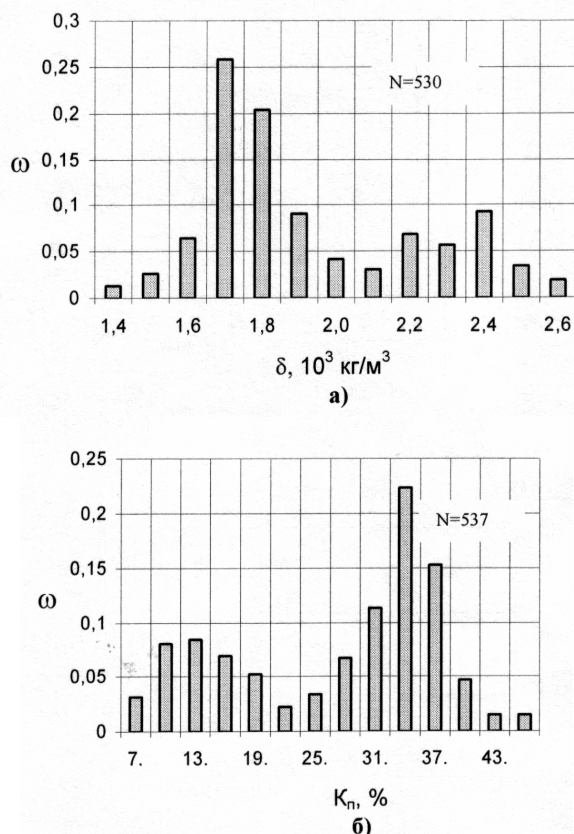 0,3
0,25
0,2
0,15
0,1
0,05
0
ω
N=530
1,4 1,6 1,8 2,0 2,2 2,4 2,6
δ, 10³ кг/м³
а)
0,25
0,2
0,15
0,1
0,05
0
ω
N=537
7. 13. 19. 25. 31. 37. 43.
Kп, %
б)